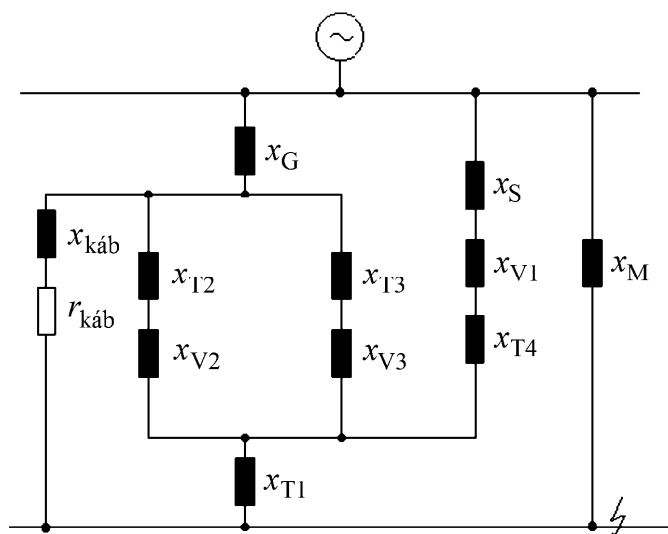 x_G
x_S
x_káb
x_T2
x_T3
x_V1
x_M
r_káb
x_V2
x_V3
x_T4
x_T1